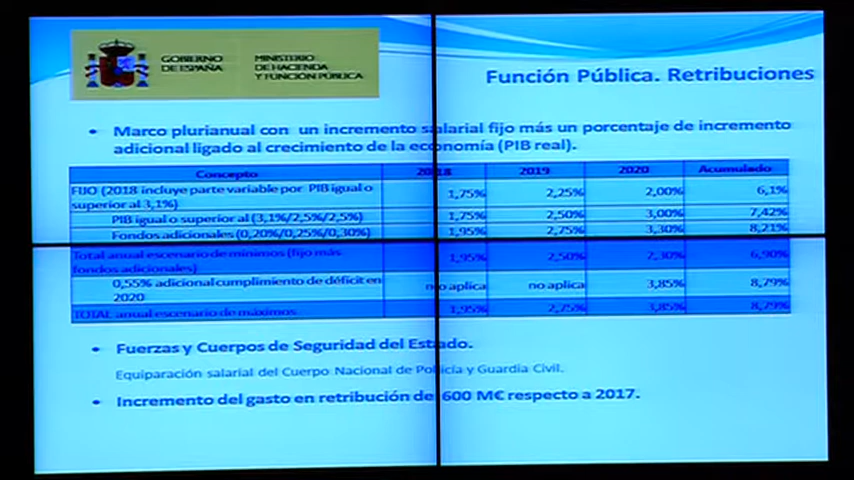 GOBIERNO DE ESPAÑA
MINISTERIO DE HACIENDA Y FUNCIÓN PÚBLICA
Función Pública. Retribuciones
• Marco plurianual con un incremento salarial fijo más un porcentaje de incremento
adicional ligado al crecimiento de la economía (PIB real).
Concepto 2018 2019 2020 Acumulado
FIJO (2018 incluye parte variable por PIB igual o
superior al 3,1%) 1,75% 2,25% 2,00% 6,1%
PIB igual o superior al (3,1%/2,5%/2,5%) 1,75% 2,50% 3,00% 7,42%
Fondos adicionales (0,20%/0,25%/0,30%) 1,95% 2,75% 3,30% 8,21%
Total anual escenario de mínimos (fijo más
fondos adicionales) 1,95% 2,50% 2,30% 6,90%
0,55% adicional cumplimiento de déficit en
2020 no aplica no aplica 3,85% 8,79%
TOTAL anual escenario de máximos 1,95% 2,75% 3,85% 8,79%
• Fuerzas y Cuerpos de Seguridad del Estado.
Equiparación salarial del Cuerpo Nacional de Policía y Guardia Civil.
• Incremento del gasto en retribución de 600 M€ respecto a 2017.